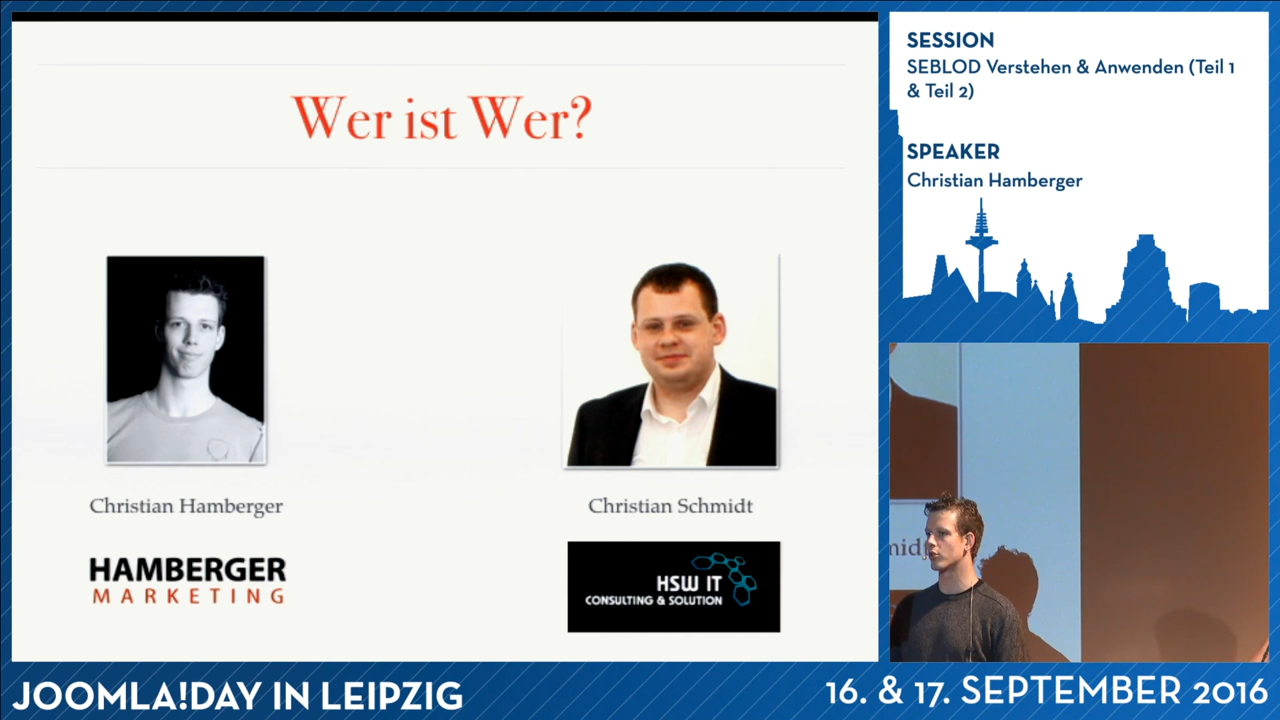 Wer ist Wer?
Christian Hamberger
Christian Schmidt
HAMBERGER
MARKETING
HSW IT
CONSULTING & SOLUTION
SESSION
SEBLOD Verstehen & Anwenden (Teil 1
& Teil 2)
SPEAKER
Christian Hamberger
JOOMLA!DAY IN LEIPZIG
16. & 17. SEPTEMBER 2016